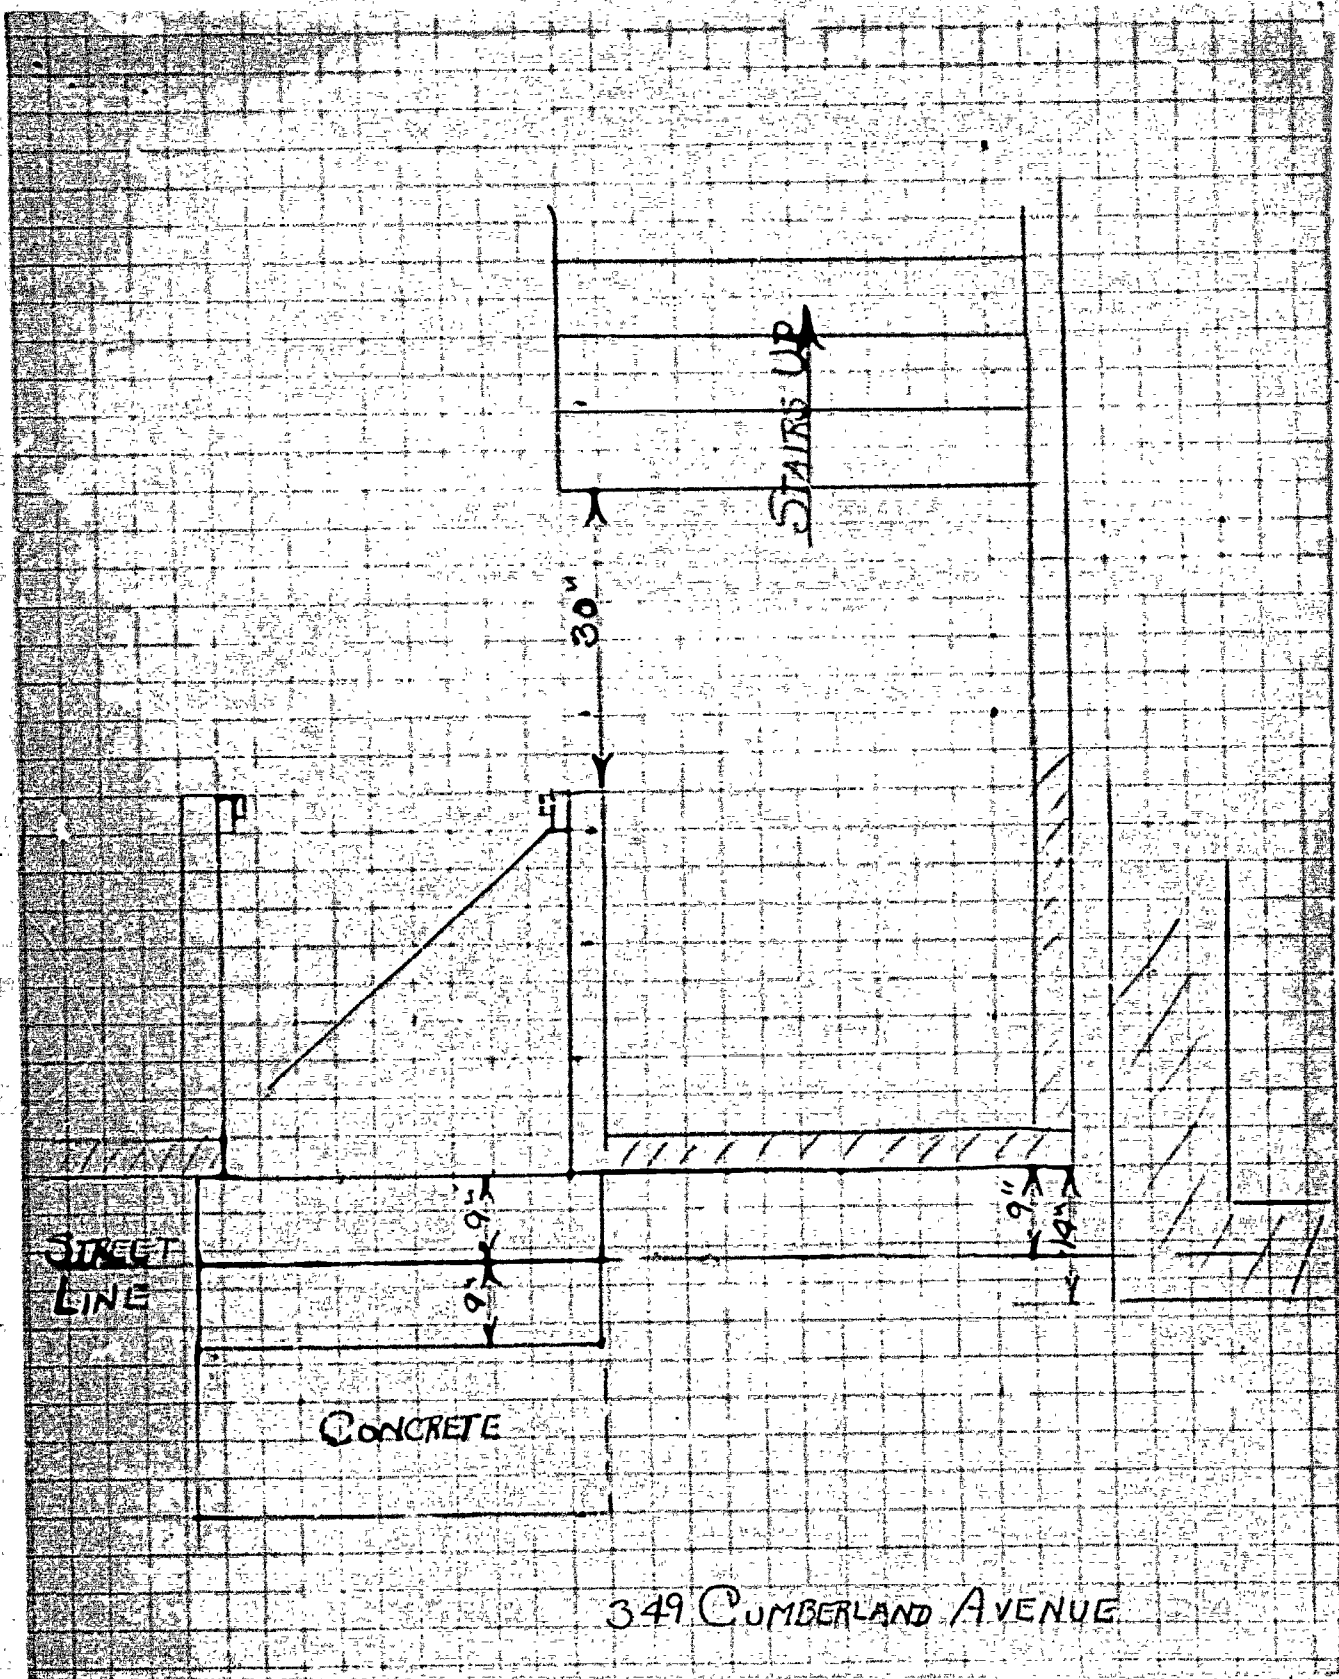 STAIRS UP
30"
9"
9"
14"
STREET
LINE
9"
CONCRETE
349 CUMBERLAND AVENUE